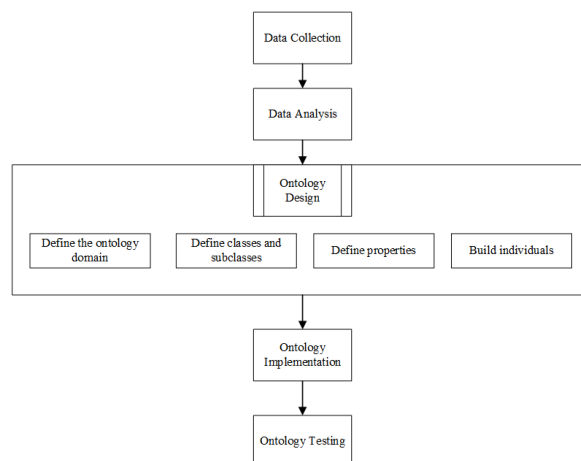 Data Collection
Data Analysis
Ontology
Design
Define the ontology
domain
Define classes and
subclasses
Define properties
Build individuals
Ontology
Implementation
Ontology Testing